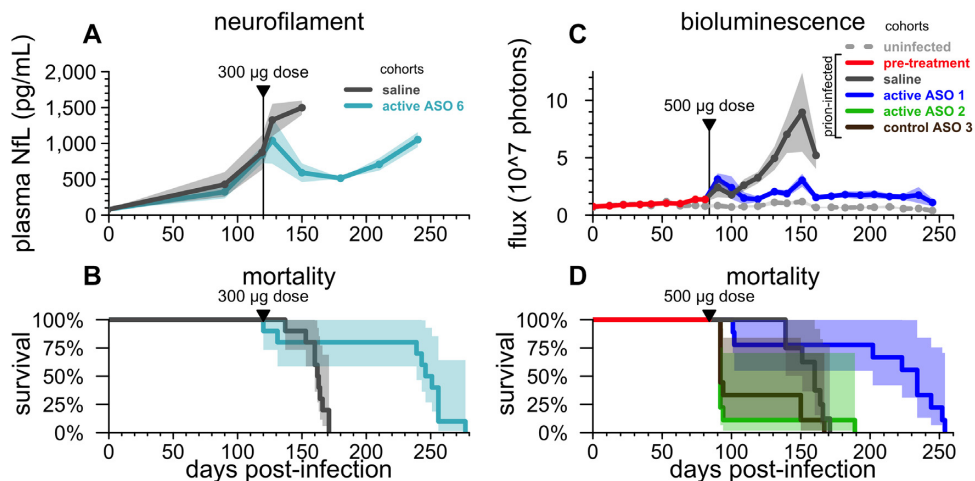 neurofilament
A
300 µg dose
cohorts
saline
active ASO 6
plasma NfL (pg/mL)
2,000
1,500
1,000
500
0
0 50 100 150 200 250
B
mortality
300 µg dose
survival
100%
75%
50%
25%
0%
0 50 100 150 200 250
days post-infection
bioluminescence
C
500 µg dose
cohorts
uninfected
pre-treatment
saline
active ASO 1
active ASO 2
control ASO 3
prion-infected
flux (10^7 photons)
10
5
0
0 50 100 150 200 250
D
mortality
500 µg dose
survival
100%
75%
50%
25%
0%
0 50 100 150 200 250
days post-infection